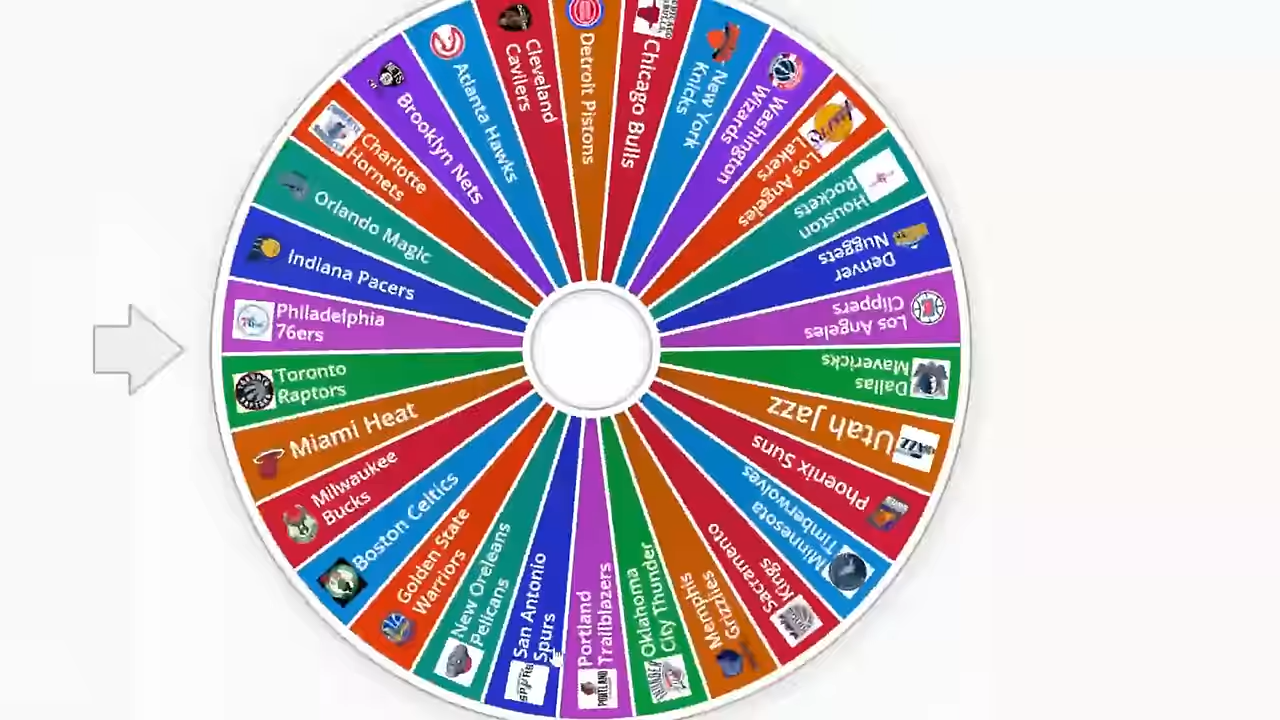 Detroit Pistons
Chicago Bulls
New York
Knicks
Washington
Wizards
Los Angeles
Lakers
Houston
Rockets
Denver
Nuggets
Los Angeles
Clippers
Dallas
Mavericks
Utah Jazz
Phoenix Suns
Minnesota
Timberwolves
Sacramento
Kings
Memphis
Grizzlies
Oklahoma
City Thunder
Portland
Trailblazers
San Antonio
Spurs
New Oreleans
Pelicans
Golden State
Warriors
Boston Celtics
Milwaukee
Bucks
Miami Heat
Toronto
Raptors
Philadelphia
76ers
Indiana Pacers
Orlando Magic
Charlotte
Hornets
Brooklyn Nets
Atlanta Hawks
Cleveland
Cavilers